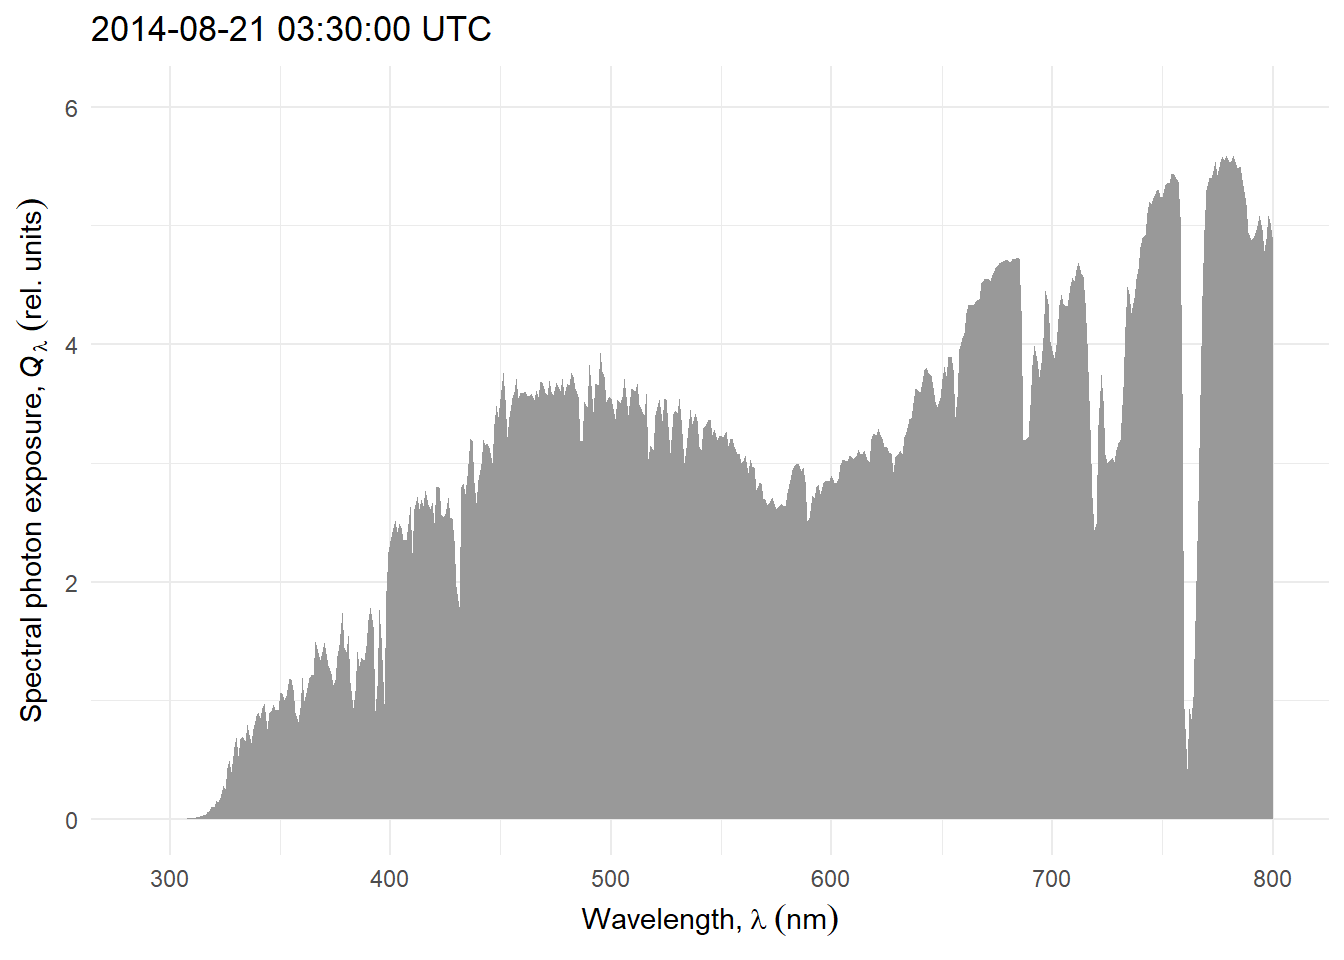 2014-08-21 03:30:00 UTC
Spectral photon exposure, Qλ (rel. units)
6
4
2
0
300 400 500 600 700 800
Wavelength, λ (nm)